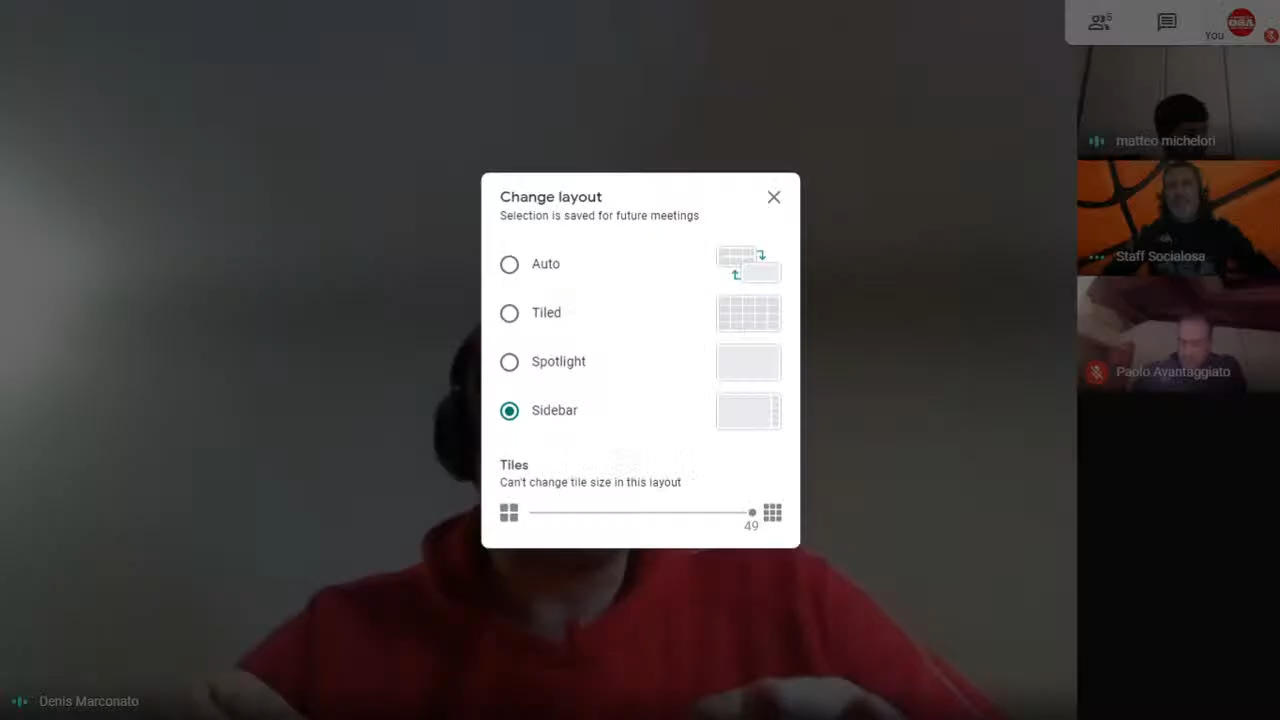 5
You
OSA
matteo michelori
Staff Socialosa
Paolo Avantaggiato
Change layout
Selection is saved for future meetings
Auto
Tiled
Spotlight
Sidebar
Tiles
Can't change tile size in this layout
49
Denis Marconato